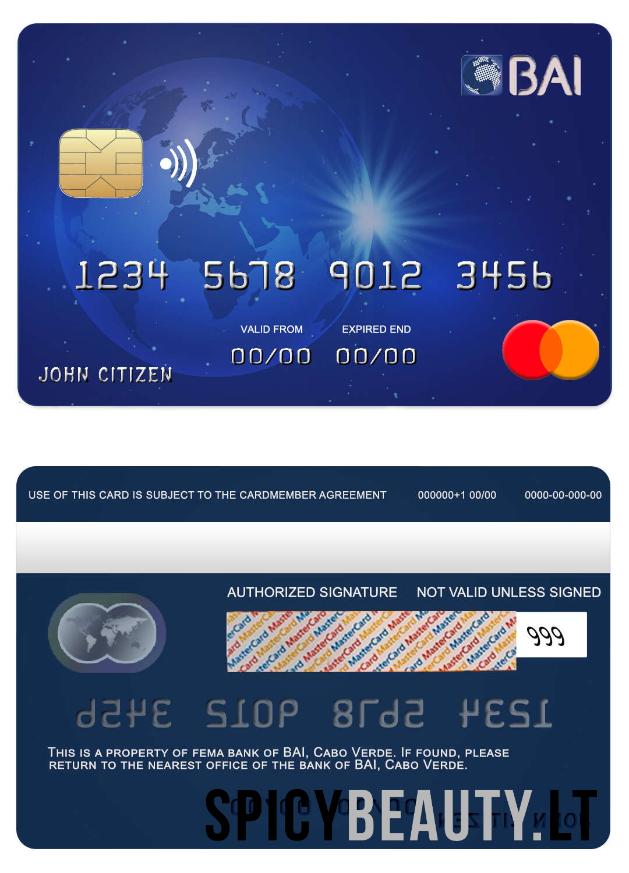 BAI
1234 5678 9012 3456
VALID FROM EXPIRED END
00/00 00/00
JOHN CITIZEN
USE OF THIS CARD IS SUBJECT TO THE CARDMEMBER AGREEMENT 000000+1 00/00 0000-00-000-00
AUTHORIZED SIGNATURE NOT VALID UNLESS SIGNED
MasterCard MasterCard MasterCard
999
THIS IS A PROPERTY OF FEMA BANK OF BAI, CABO VERDE. IF FOUND, PLEASE
RETURN TO THE NEAREST OFFICE OF THE BANK OF BAI, CABO VERDE.
SPICYBEAUTY.LT